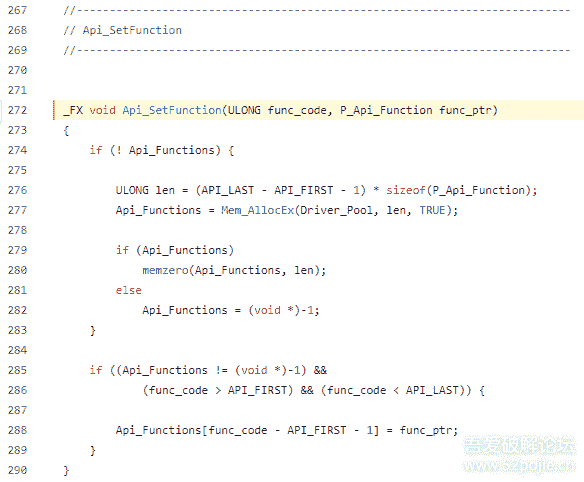 267 //----------------------------------------------------------------------------
268 // Api_SetFunction
269 //----------------------------------------------------------------------------
270
271
272 _FX void Api_SetFunction(ULONG func_code, P_Api_Function func_ptr)
273 {
274     if (! Api_Functions) {
275
276         ULONG len = (API_LAST - API_FIRST - 1) * sizeof(P_Api_Function);
277         Api_Functions = Mem_AllocEx(Driver_Pool, len, TRUE);
278
279         if (Api_Functions)
280             memzero(Api_Functions, len);
281         else
282             Api_Functions = (void *)-1;
283     }
284
285     if ((Api_Functions != (void *)-1) &&
286             (func_code > API_FIRST) && (func_code < API_LAST)) {
287
288         Api_Functions[func_code - API_FIRST - 1] = func_ptr;
289     }
290 }
吾爱破解论坛
www.52pojie.cn